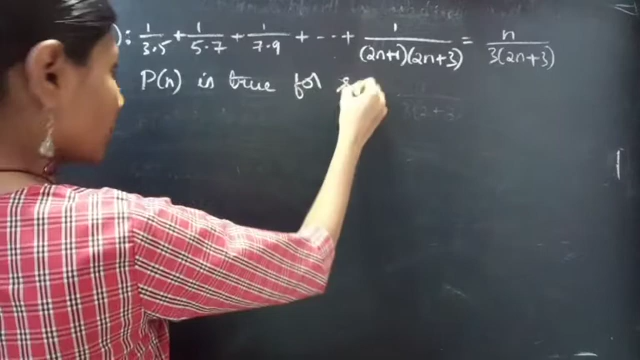 ): 1/3.5 + 1/5.7 + 1/7.9 + --- + 1/(2n+1)(2n+3) = n/3(2n+3)
P(n) is true for